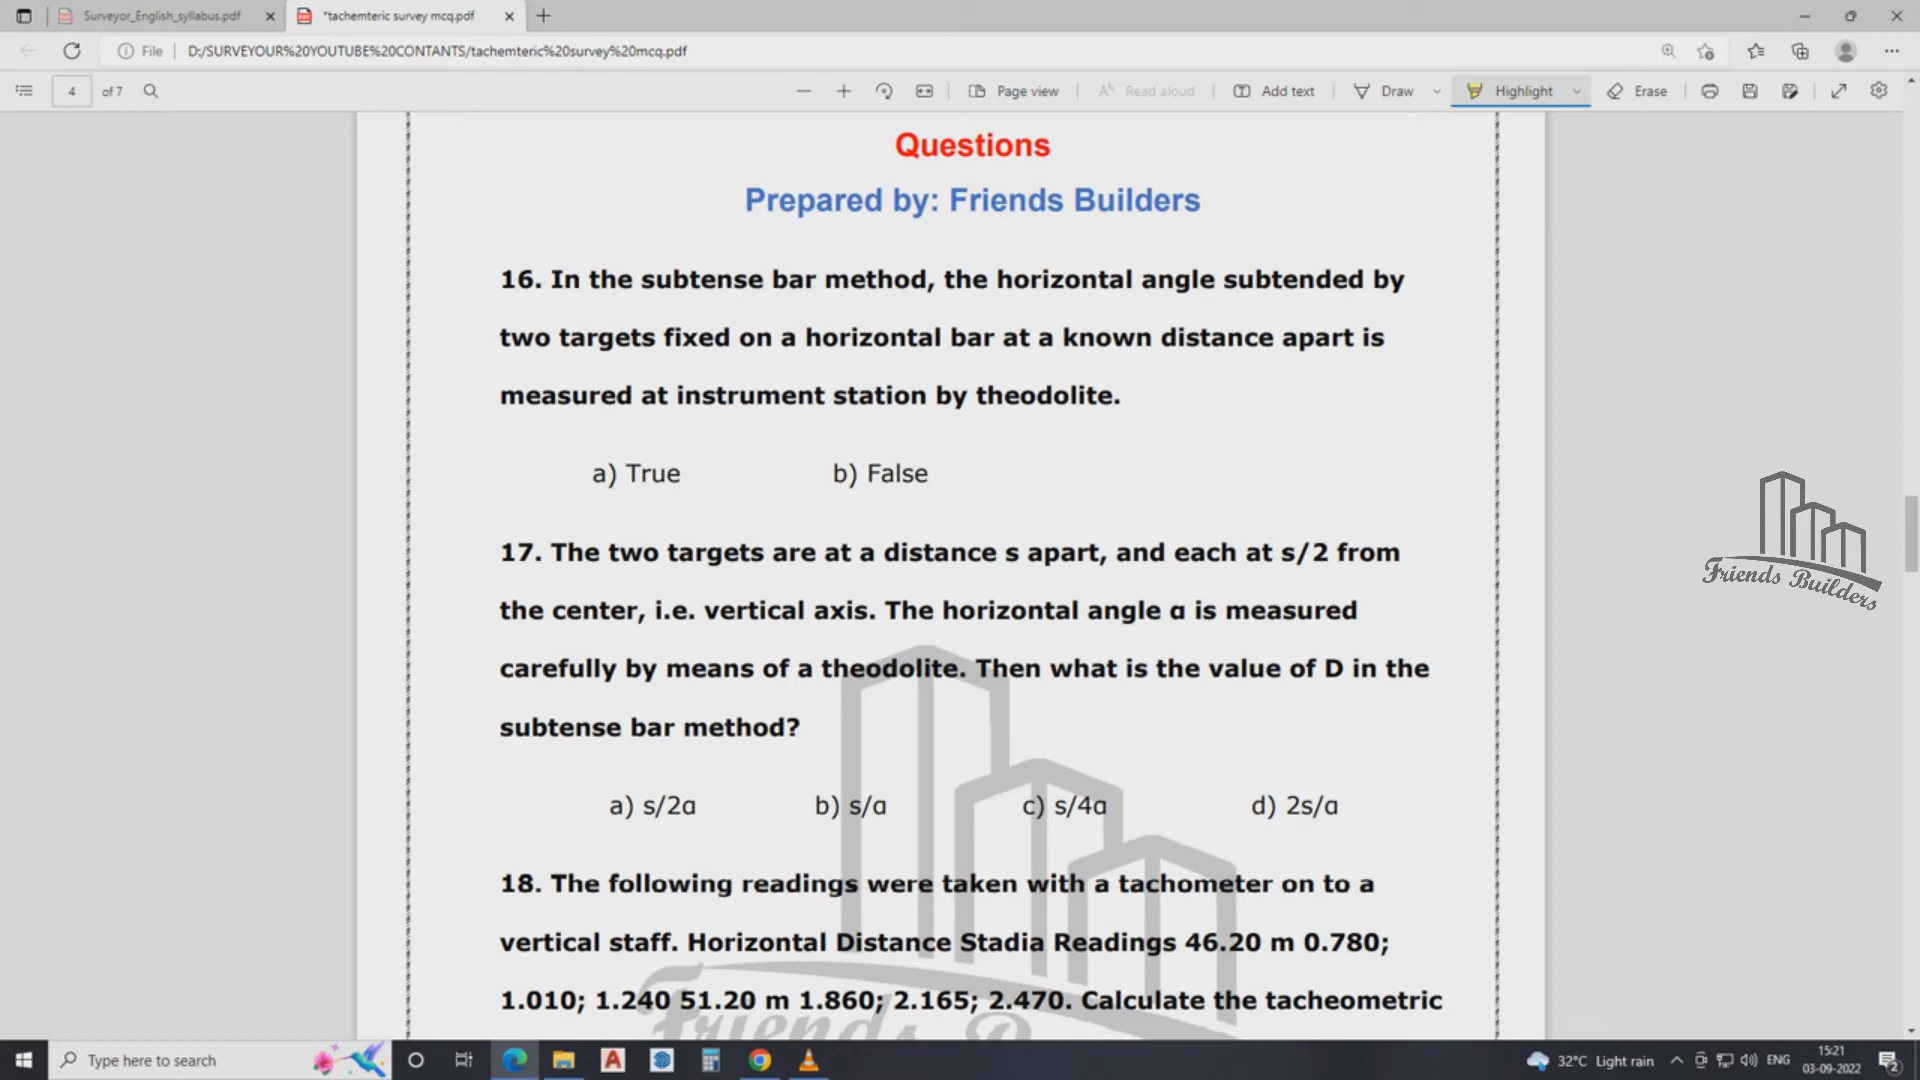 Surveyor_English_syllabus.pdf
*tachemteric survey mcq.pdf
File
D:/SURVEYOUR%20YOUTUBE%20CONTANTS/tachemteric%20survey%20mcq.pdf
4 of 7
Page view
Read aloud
Add text
Draw
Highlight
Erase
Questions
Prepared by: Friends Builders
16. In the subtense bar method, the horizontal angle subtended by
two targets fixed on a horizontal bar at a known distance apart is
measured at instrument station by theodolite.
a) True b) False
17. The two targets are at a distance s apart, and each at s/2 from
the center, i.e. vertical axis. The horizontal angle ɑ is measured
carefully by means of a theodolite. Then what is the value of D in the
subtense bar method?
a) s/2ɑ b) s/ɑ c) s/4ɑ d) 2s/ɑ
18. The following readings were taken with a tachometer on to a
vertical staff. Horizontal Distance Stadia Readings 46.20 m 0.780;
1.010; 1.240 51.20 m 1.860; 2.165; 2.470. Calculate the tacheometric
Friends B
Friends Builders
Type here to search
32°C Light rain
ENG
15:21
03-09-2022
2